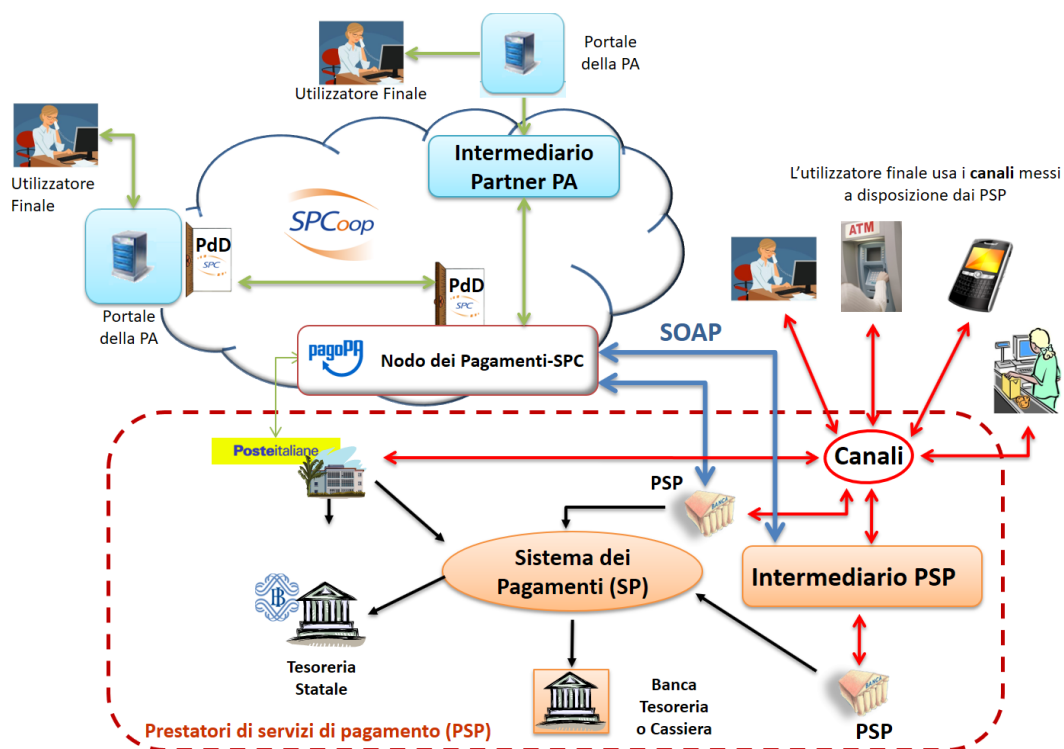 Portale
della PA
Utilizzatore Finale
Utilizzatore
Finale
Intermediario
Partner PA
L'utilizzatore finale usa i canali messi
a disposizione dai PSP
ATM
SPCoop
PdD
SPC
PdD
SPC
Portale
della PA
SOAP
pagoPA
Nodo dei Pagamenti-SPC
Posteitaliane
Canali
PSP
BANCA
Sistema dei
Pagamenti (SP)
Intermediario PSP
Tesoreria
Statale
Banca
Tesoreria
o Cassiera
BANCA
PSP
Prestatori di servizi di pagamento (PSP)